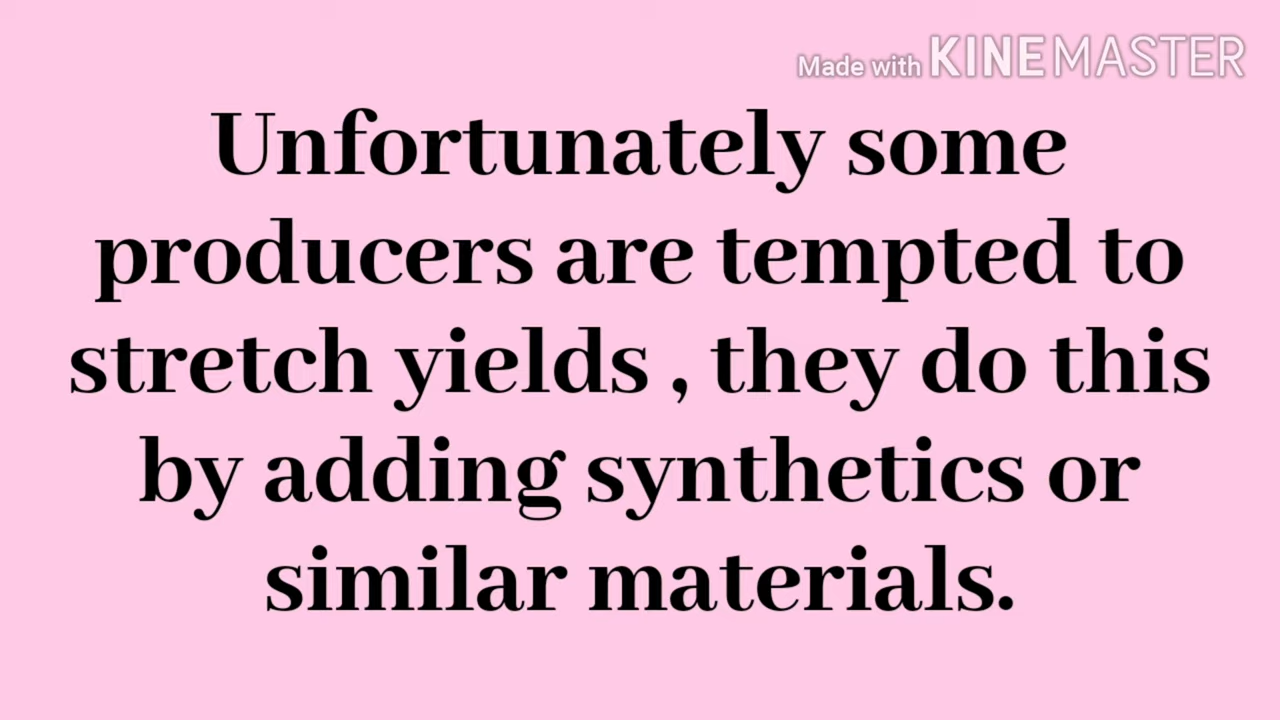 Made with KINEMASTER
Unfortunately some
producers are tempted to
stretch yields , they do this
by adding synthetics or
similar materials.